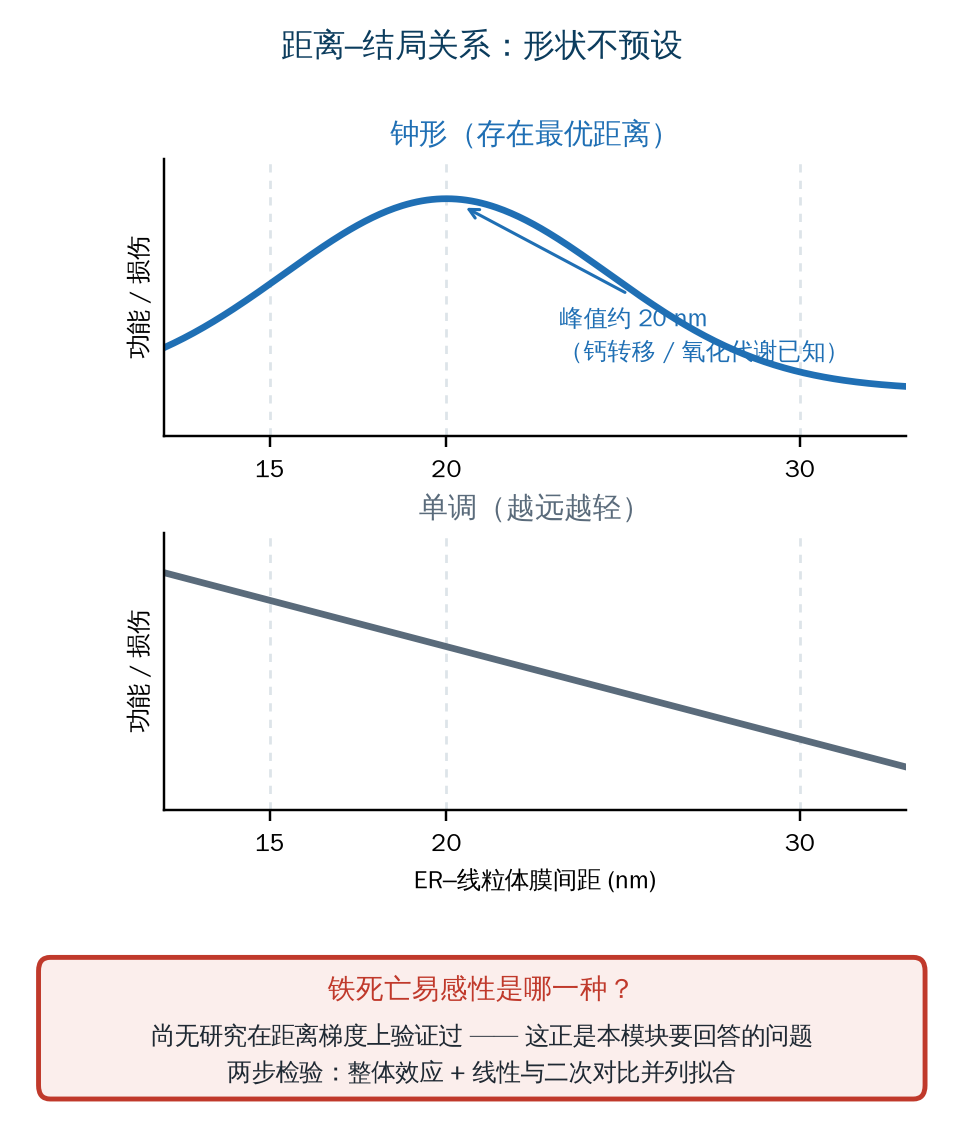 距离–结局关系：形状不预设
钟形（存在最优距离）
功能 / 损伤
峰值约 20 nm
（钙转移 / 氧化代谢已知）
15 20 30
单调（越远越轻）
功能 / 损伤
15 20 30
ER–线粒体膜间距 (nm)
铁死亡易感性是哪一种？
尚无研究在距离梯度上验证过 —— 这正是本模块要回答的问题
两步检验：整体效应 + 线性与二次对比并列拟合